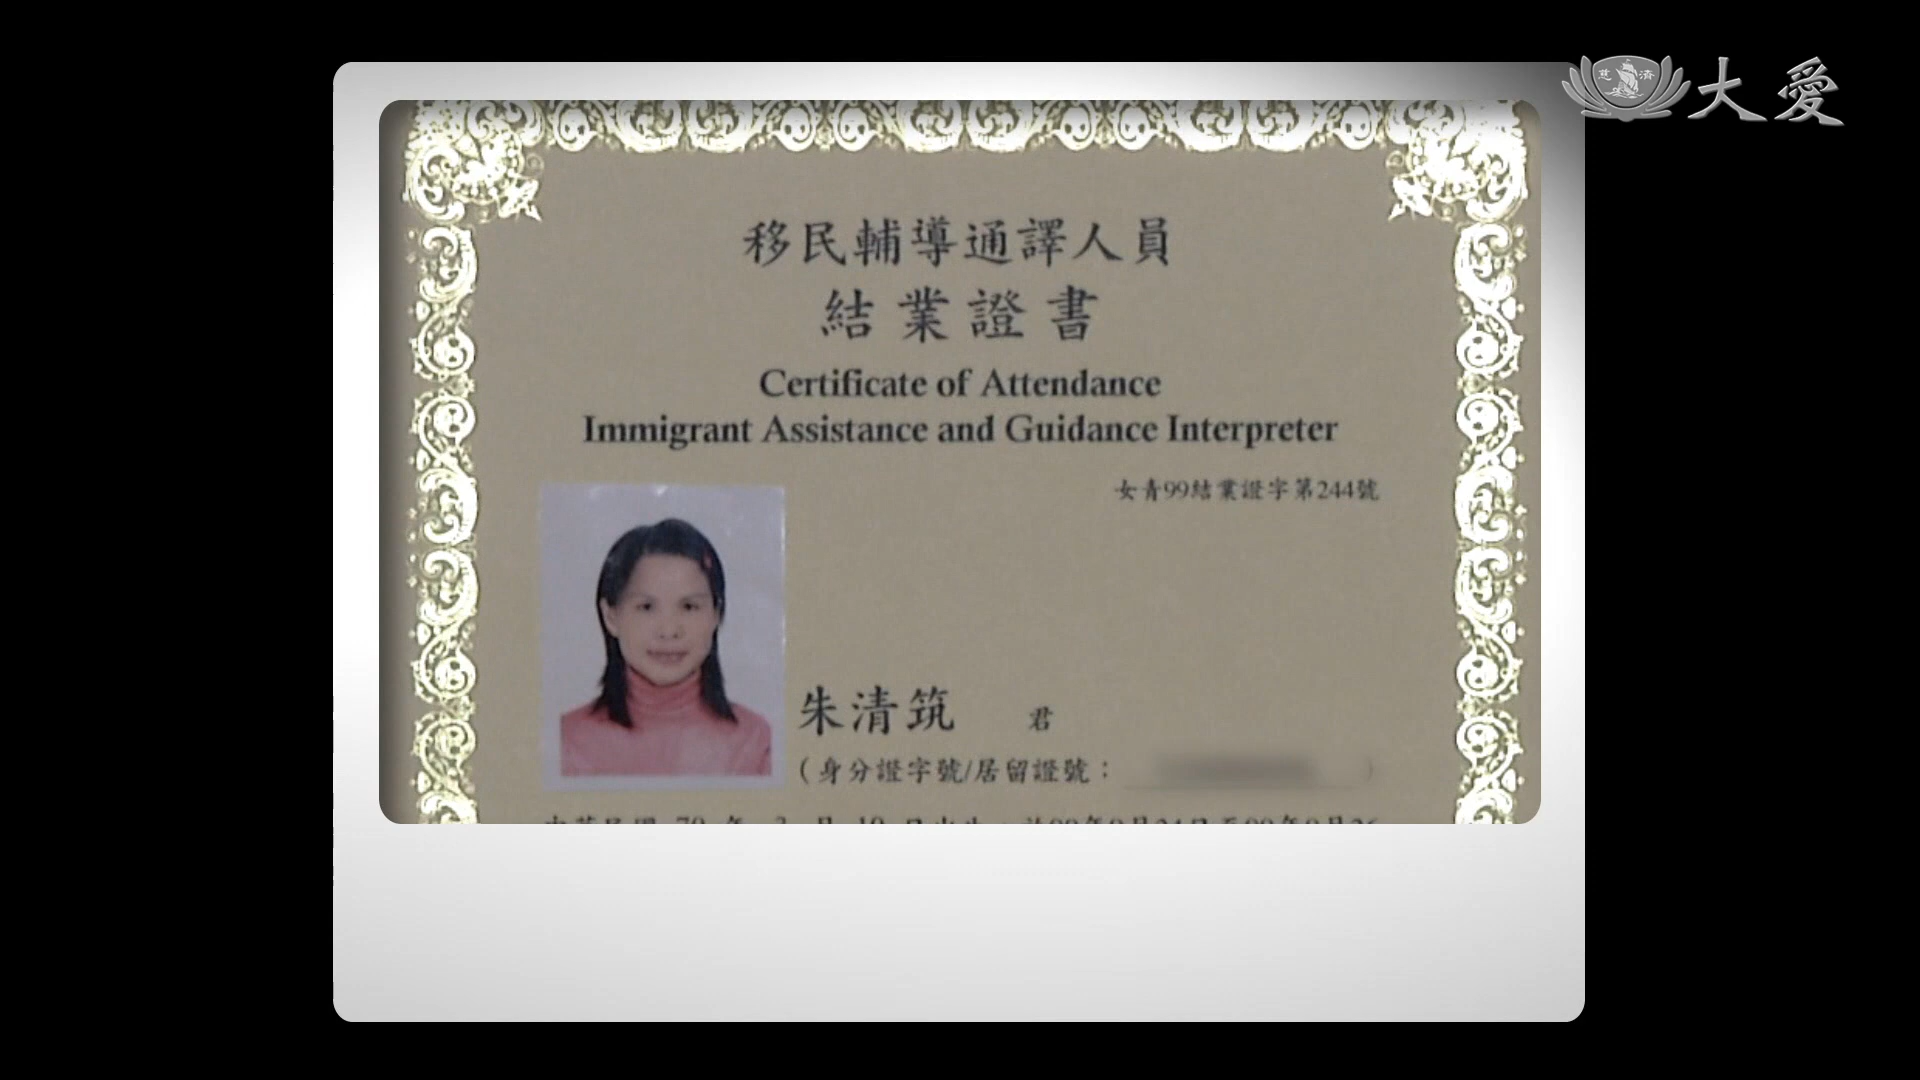 慈濟 大愛
移民輔導通譯人員
結業證書
Certificate of Attendance
Immigrant Assistance and Guidance Interpreter
女青99結業證字第244號
朱清筑 君
(身分證字號/居留證號: